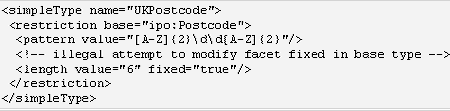 <simpleType name="UKPostcode">
<restriction base="ipo:Postcode">
<pattern value="[A-Z]{2}\d\d[A-Z]{2}"/>
<!-- illegal attempt to modify facet fixed in base type -->
<length value="6" fixed="true"/>
</restriction>
</simpleType>